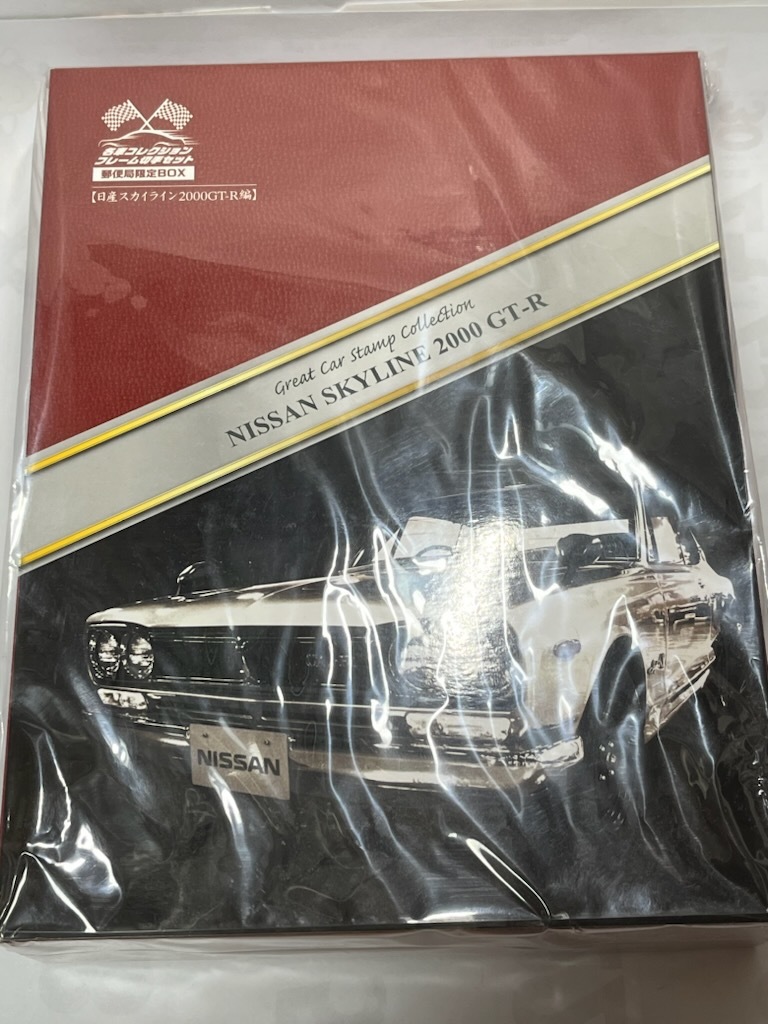 名車コレクション
フレーム切手セット
郵便局限定BOX
【日産スカイライン2000GT-R編】
Great Car Stamp Collection
NISSAN SKYLINE 2000 GT-R
NISSAN